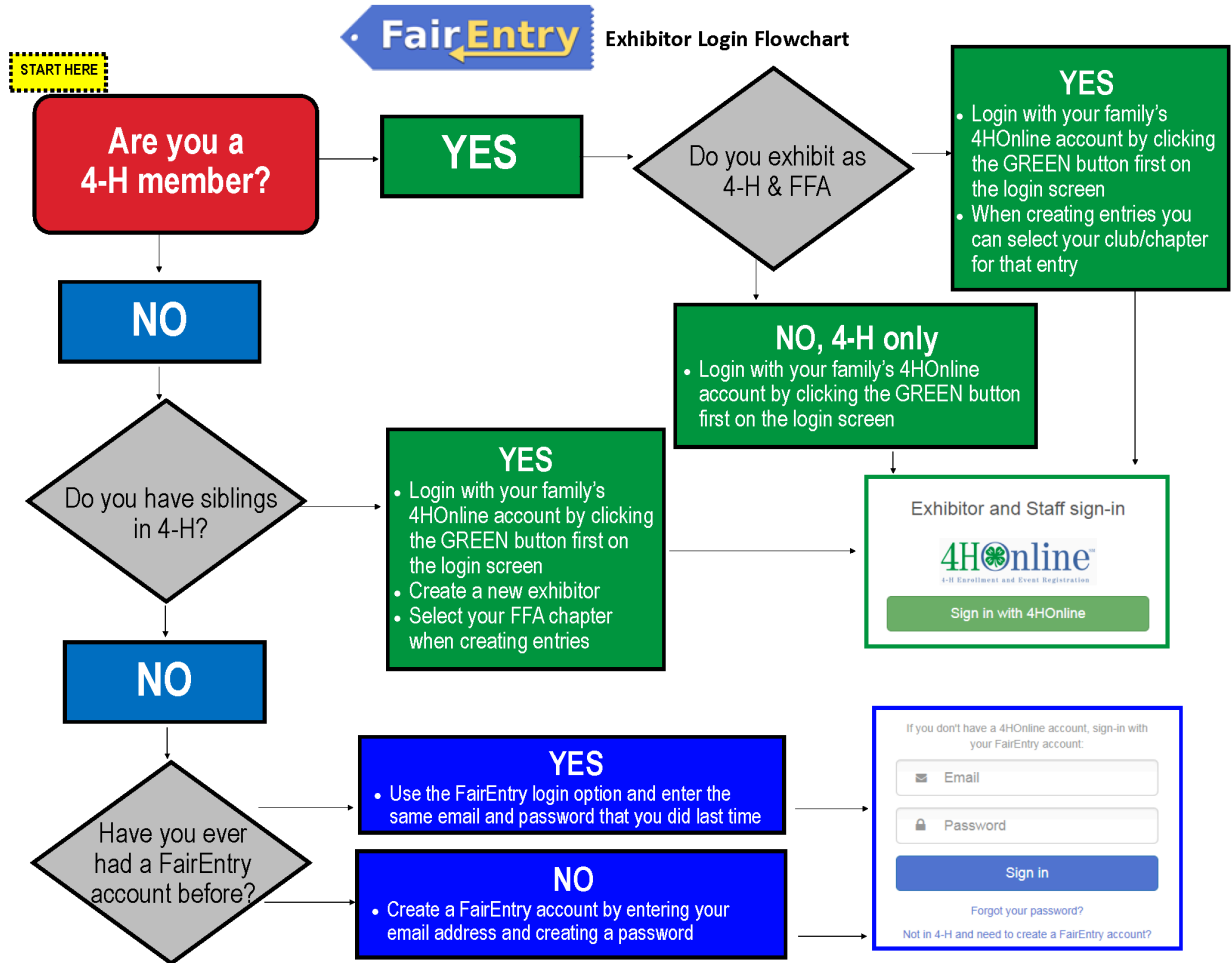 FairEntry
Exhibitor Login Flowchart
START HERE
Are you a
4-H member?
YES
Do you exhibit as
4-H & FFA
YES
• Login with your family's
4HOnline account by clicking
the GREEN button first on
the login screen
• When creating entries you
can select your club/chapter
for that entry
NO
NO, 4-H only
• Login with your family's 4HOnline
account by clicking the GREEN button
first on the login screen
Do you have siblings
in 4-H?
YES
• Login with your family's
4HOnline account by clicking
the GREEN button first on
the login screen
• Create a new exhibitor
• Select your FFA chapter
when creating entries
Exhibitor and Staff sign-in
4HOnline
4-H Enrollment and Event Registration
Sign in with 4HOnline
NO
Have you ever
had a FairEntry
account before?
YES
• Use the FairEntry login option and enter the
same email and password that you did last time
NO
• Create a FairEntry account by entering your
email address and creating a password
If you don't have a 4HOnline account, sign-in with
your FairEntry account:
Email
Password
Sign in
Forgot your password?
Not in 4-H and need to create a FairEntry account?